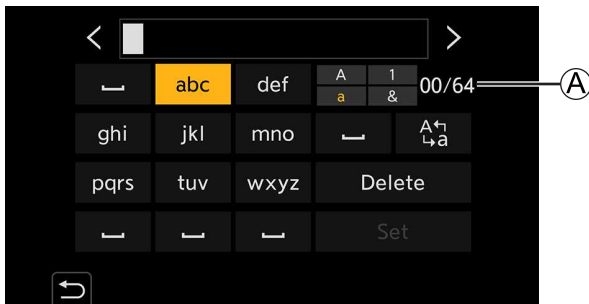 < >
abc def A 1 a & 00/64 A
ghi jkl mno A a
pqrs tuv wxyz Delete
Set